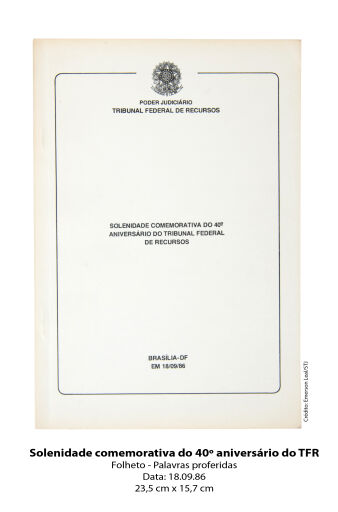 PODER JUDICIÁRIO
TRIBUNAL FEDERAL DE RECURSOS
SOLENIDADE COMEMORATIVA DO 40º
ANIVERSÁRIO DO TRIBUNAL FEDERAL
DE RECURSOS
BRASÍLIA-DF
EM 18/09/86
Crédito: Emerson Leal/STJ
Solenidade comemorativa do 40º aniversário do TFR
Folheto - Palavras proferidas
Data: 18.09.86
23,5 cm x 15,7 cm